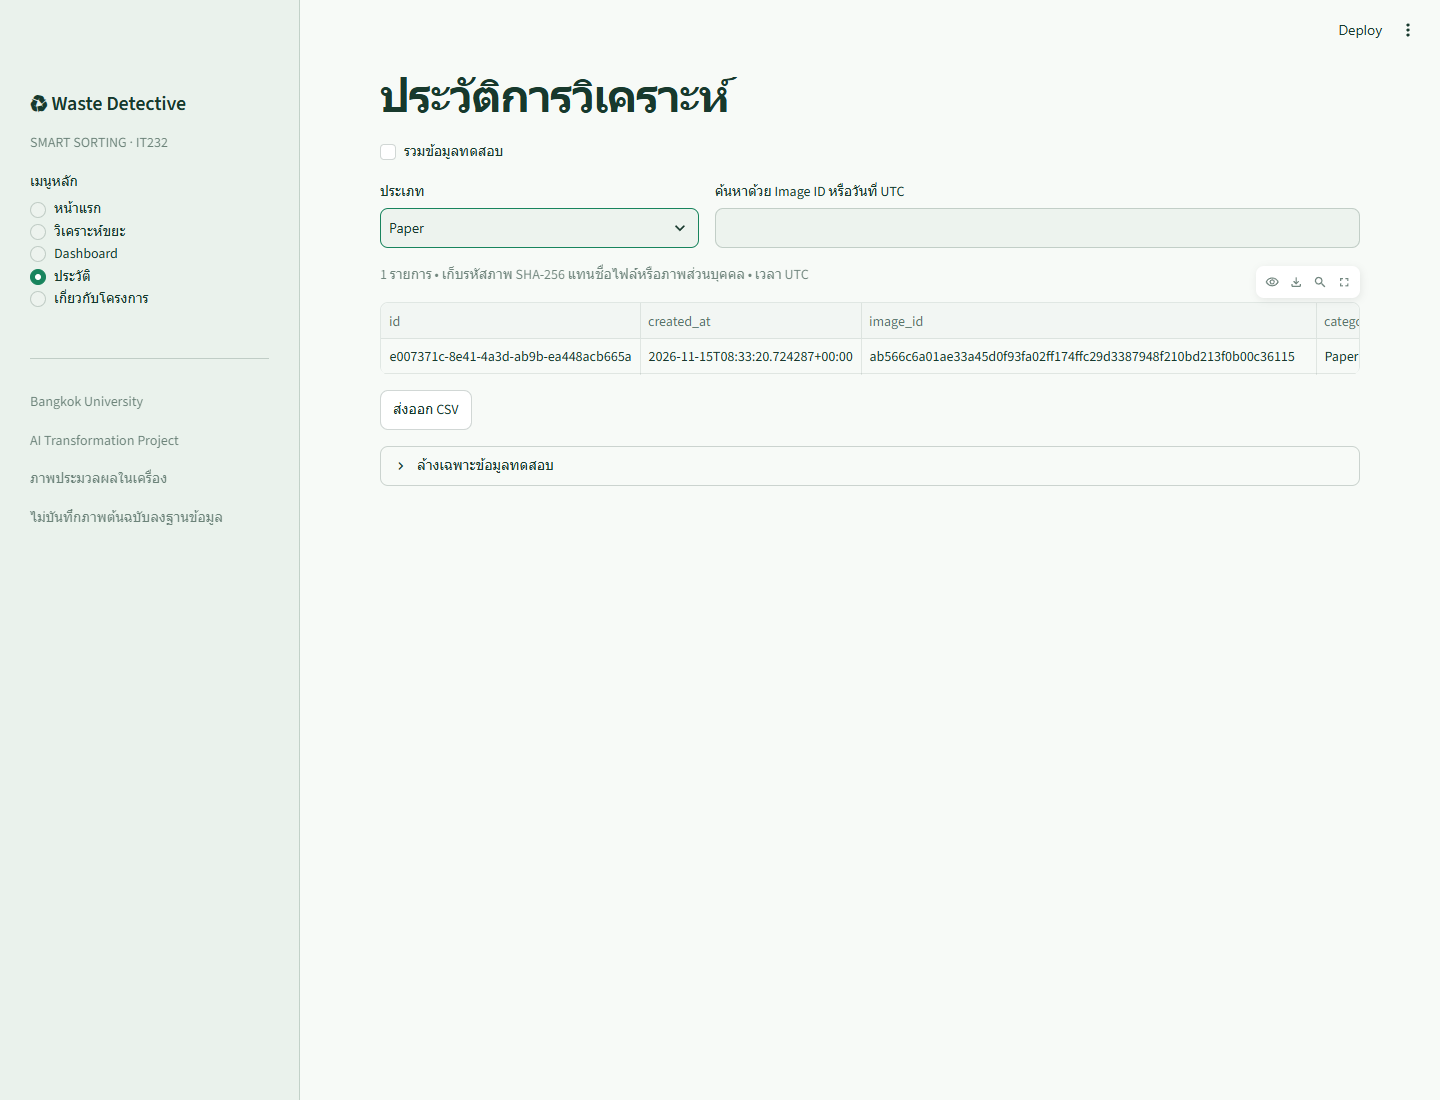 Deploy
♻ Waste Detective
SMART SORTING · IT232
เมนูหลัก
หน้าแรก
วิเคราะห์ขยะ
Dashboard
ประวัติ
เกี่ยวกับโครงการ
Bangkok University
AI Transformation Project
ภาพประมวลผลในเครื่อง
ไม่บันทึกภาพต้นฉบับลงฐานข้อมูล
ประวัติการวิเคราะห์
รวมข้อมูลทดสอบ
ประเภท
ค้นหาด้วย Image ID หรือวันที่ UTC
Paper
1 รายการ • เก็บรหัสภาพ SHA-256 แทนชื่อไฟล์หรือภาพส่วนบุคคล • เวลา UTC
id created_at image_id catego
e007371c-8e41-4a3d-ab9b-ea448acb665a 2026-11-15T08:33:20.724287+00:00 ab566c6a01ae33a45d0f93fa02ff174ffc29d3387948f210bd213f0b00c36115 Paper
ส่งออก CSV
ล้างเฉพาะข้อมูลทดสอบ